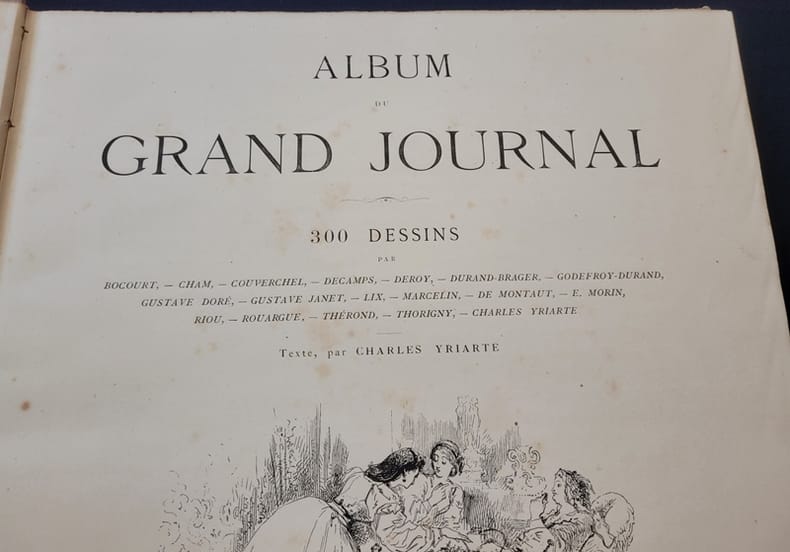 ALBUM
DU
GRAND JOURNAL
300 DESSINS
PAR
BOCOURT, — CHAM, — COUVERCHEL, — DECAMPS, — DEROY, — DURAND-BRAGER, — GODEFROY-DURAND,
GUSTAVE DORÉ, — GUSTAVE JANET, — LIX, — MARCELIN, — DE MONTAUT, — E. MORIN,
RIOU, — ROUARGUE, — THÉROND, — THORIGNY, — CHARLES YRIARTE
Texte, par CHARLES YRIARTE